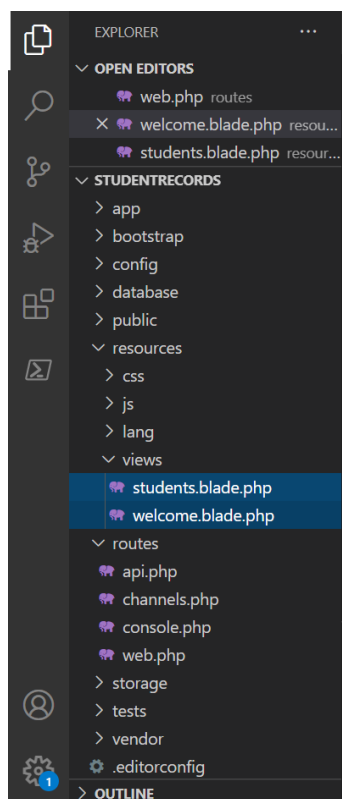 EXPLORER ...
OPEN EDITORS
web.php routes
welcome.blade.php resou...
students.blade.php resour...
STUDENTRECORDS
app
bootstrap
config
database
public
resources
css
js
lang
views
students.blade.php
welcome.blade.php
routes
api.php
channels.php
console.php
web.php
storage
tests
vendor
.editorconfig
1
OUTLINE